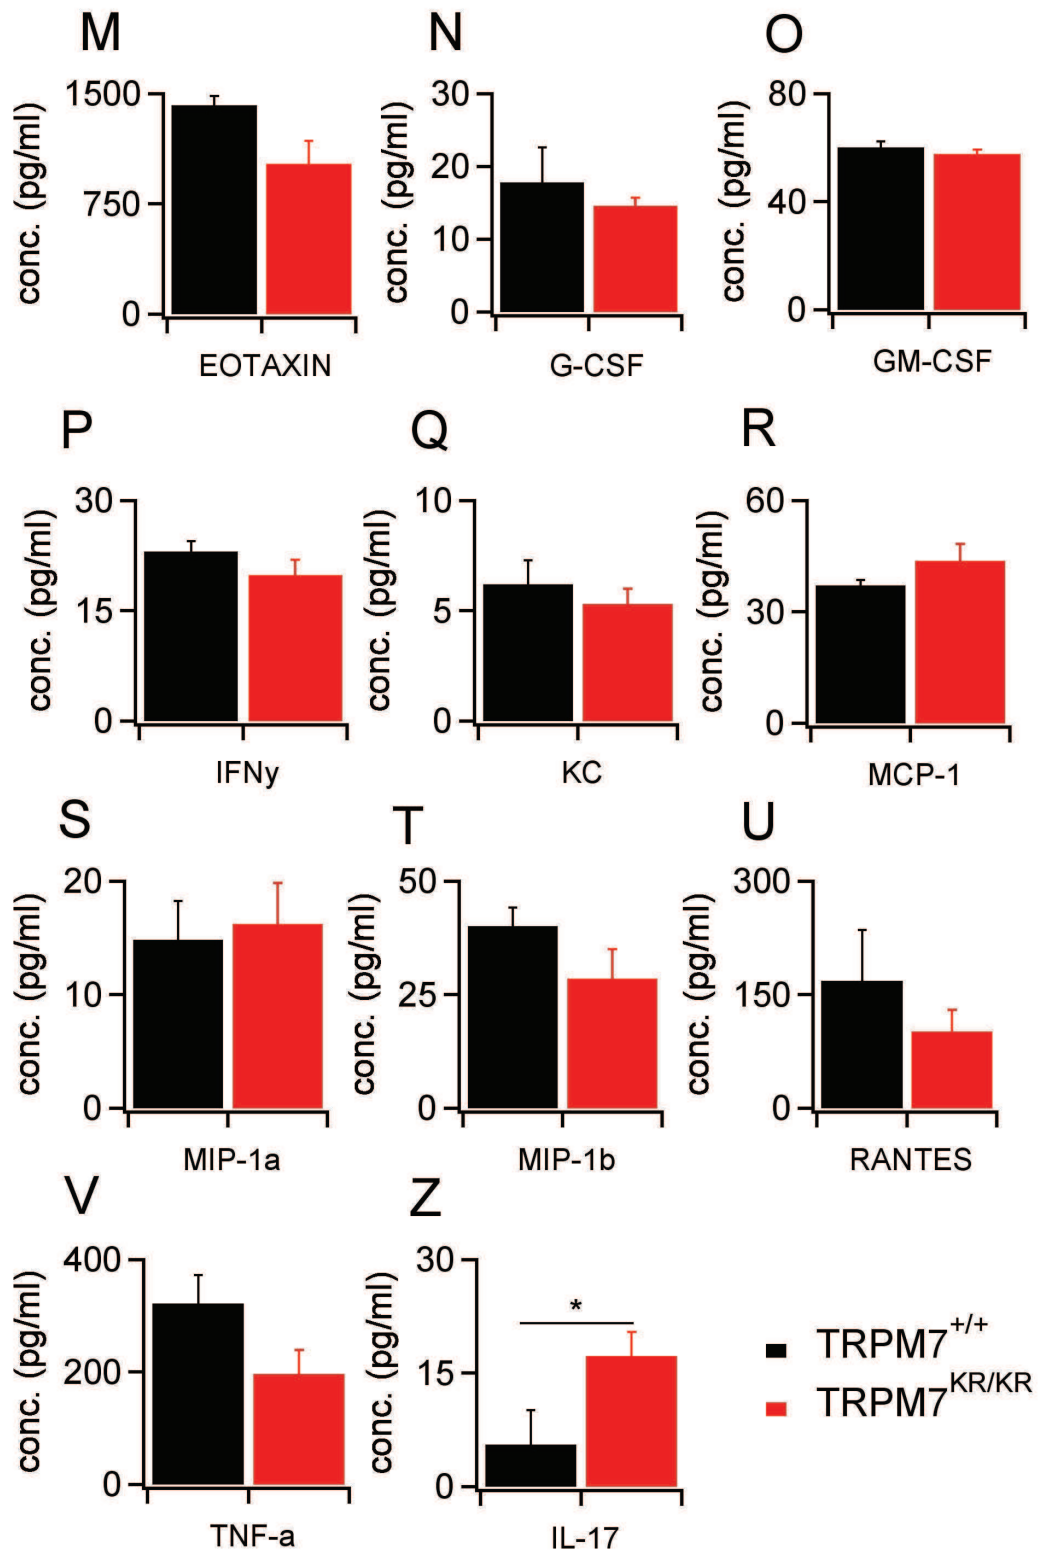 M
N
O
conc. (pg/ml)
1500
750
0
EOTAXIN
conc. (pg/ml)
30
20
10
0
G-CSF
conc. (pg/ml)
80
40
0
GM-CSF
P
Q
R
conc. (pg/ml)
30
15
0
IFNy
conc. (pg/ml)
10
5
0
KC
conc. (pg/ml)
60
30
0
MCP-1
S
T
U
conc. (pg/ml)
20
10
0
MIP-1a
conc. (pg/ml)
50
25
0
MIP-1b
conc. (pg/ml)
300
150
0
RANTES
V
Z
conc. (pg/ml)
400
200
0
TNF-a
conc. (pg/ml)
30
15
0
*
IL-17
TRPM7+/+
TRPM7KR/KR